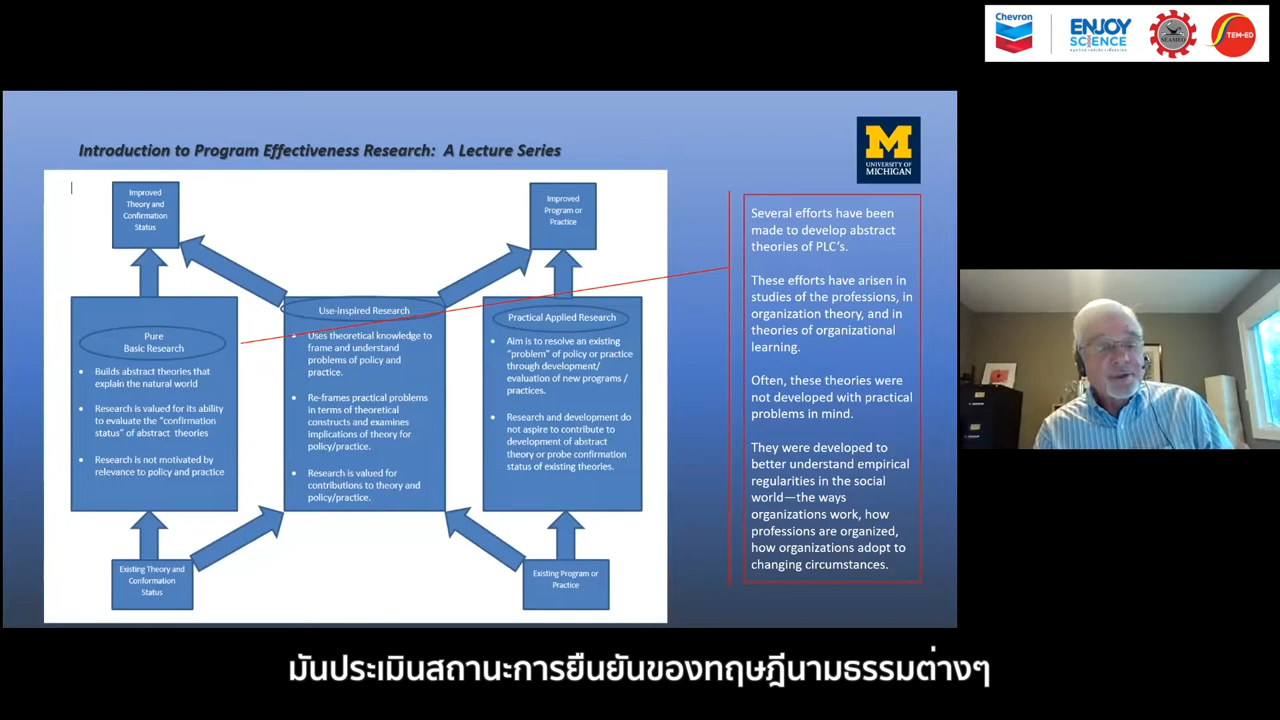 Chevron
ENJOY
SCIENCE
SEAMEO
STEM-ED
Introduction to Program Effectiveness Research: A Lecture Series
M
UNIVERSITY OF
MICHIGAN
Improved
Theory and
Confirmation
Status
Improved
Program or
Practice
Pure
Basic Research
• Builds abstract theories that
explain the natural world
• Research is valued for its ability
to evaluate the “confirmation
status” of abstract theories
• Research is not motivated by
relevance to policy and practice
Use-inspired Research
• Uses theoretical knowledge to
frame and understand
problems of policy and
practice.
• Re-frames practical problems
in terms of theoretical
constructs and examines
implications of theory for
policy/practice.
• Research is valued for
contributions to theory and
policy/practice.
Practical Applied Research
• Aim is to resolve an existing
“problem” of policy or practice
through development/
evaluation of new programs /
practices.
• Research and development do
not aspire to contribute to
development of abstract
theory or probe confirmation
status of existing theories.
Existing Theory and
Conformation
Status
Existing Program or
Practice
Several efforts have been
made to develop abstract
theories of PLC’s.
These efforts have arisen in
studies of the professions, in
organization theory, and in
theories of organizational
learning.
Often, these theories were
not developed with practical
problems in mind.
They were developed to
better understand empirical
regularities in the social
world—the ways
organizations work, how
professions are organized,
how organizations adopt to
changing circumstances.
มันประเมินสถานะการยืนยันของทฤษฎีนามธรรมต่างๆ